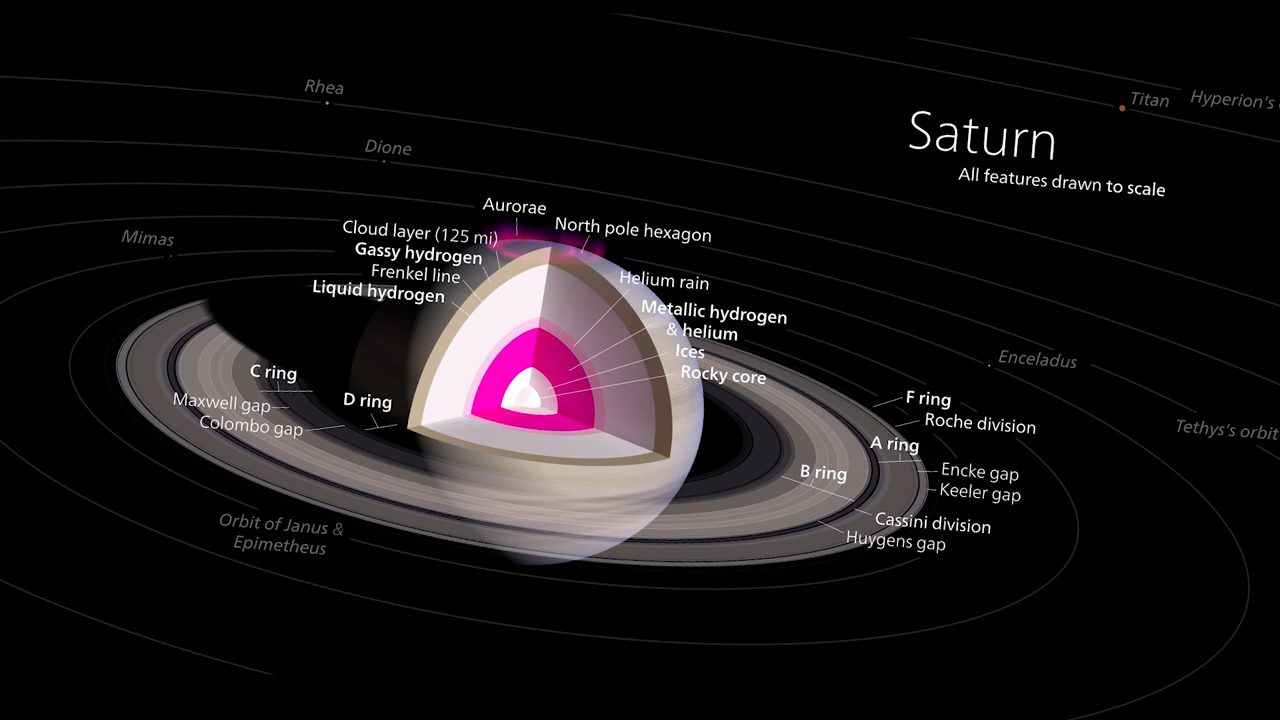 Rhea
Titan
Hyperion's
Saturn
All features drawn to scale
Dione
Aurorae
North pole hexagon
Mimas
Cloud layer (125 mi)
Gassy hydrogen
Frenkel line
Liquid hydrogen
Helium rain
Metallic hydrogen
& helium
Ices
Rocky core
Enceladus
C ring
Maxwell gap
Colombo gap
D ring
F ring
Roche division
Tethys's orbit
A ring
B ring
Encke gap
Keeler gap
Cassini division
Huygens gap
Orbit of Janus &
Epimetheus